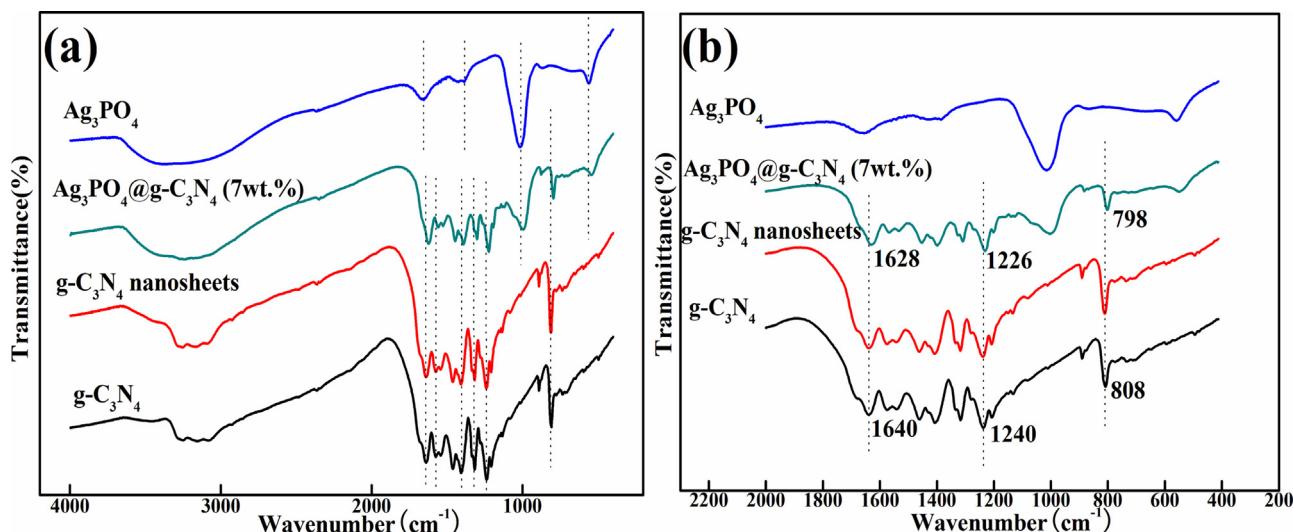 (a)
Transmittance(%)
Ag₃PO₄
Ag₃PO₄@g-C₃N₄ (7wt.%)
g-C₃N₄ nanosheets
g-C₃N₄
4000 3000 2000 1000
Wavenumber (cm⁻¹)
(b)
Transmittance(%)
Ag₃PO₄
Ag₃PO₄@g-C₃N₄ (7wt.%)
798
g-C₃N₄ nanosheets
1628 1226
g-C₃N₄
808
1640 1240
2200 2000 1800 1600 1400 1200 1000 800 600 400 200
Wavenumber (cm⁻¹)